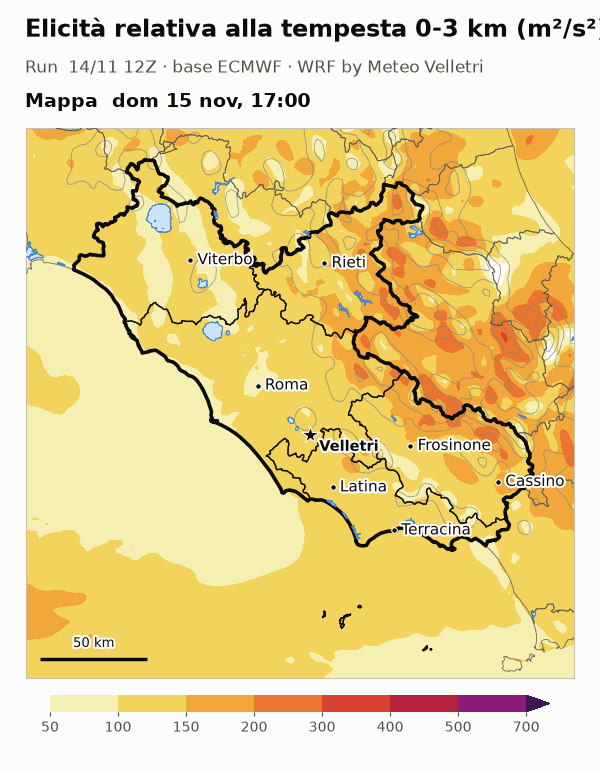 Elicità relativa alla tempesta 0-3 km (m²/s²)
Run  14/11 12Z · base ECMWF · WRF by Meteo Velletri
Mappa  dom 15 nov, 17:00
Viterbo
Rieti
Roma
Velletri
Frosinone
Cassino
Latina
Terracina
50 km
50 100 150 200 300 400 500 700